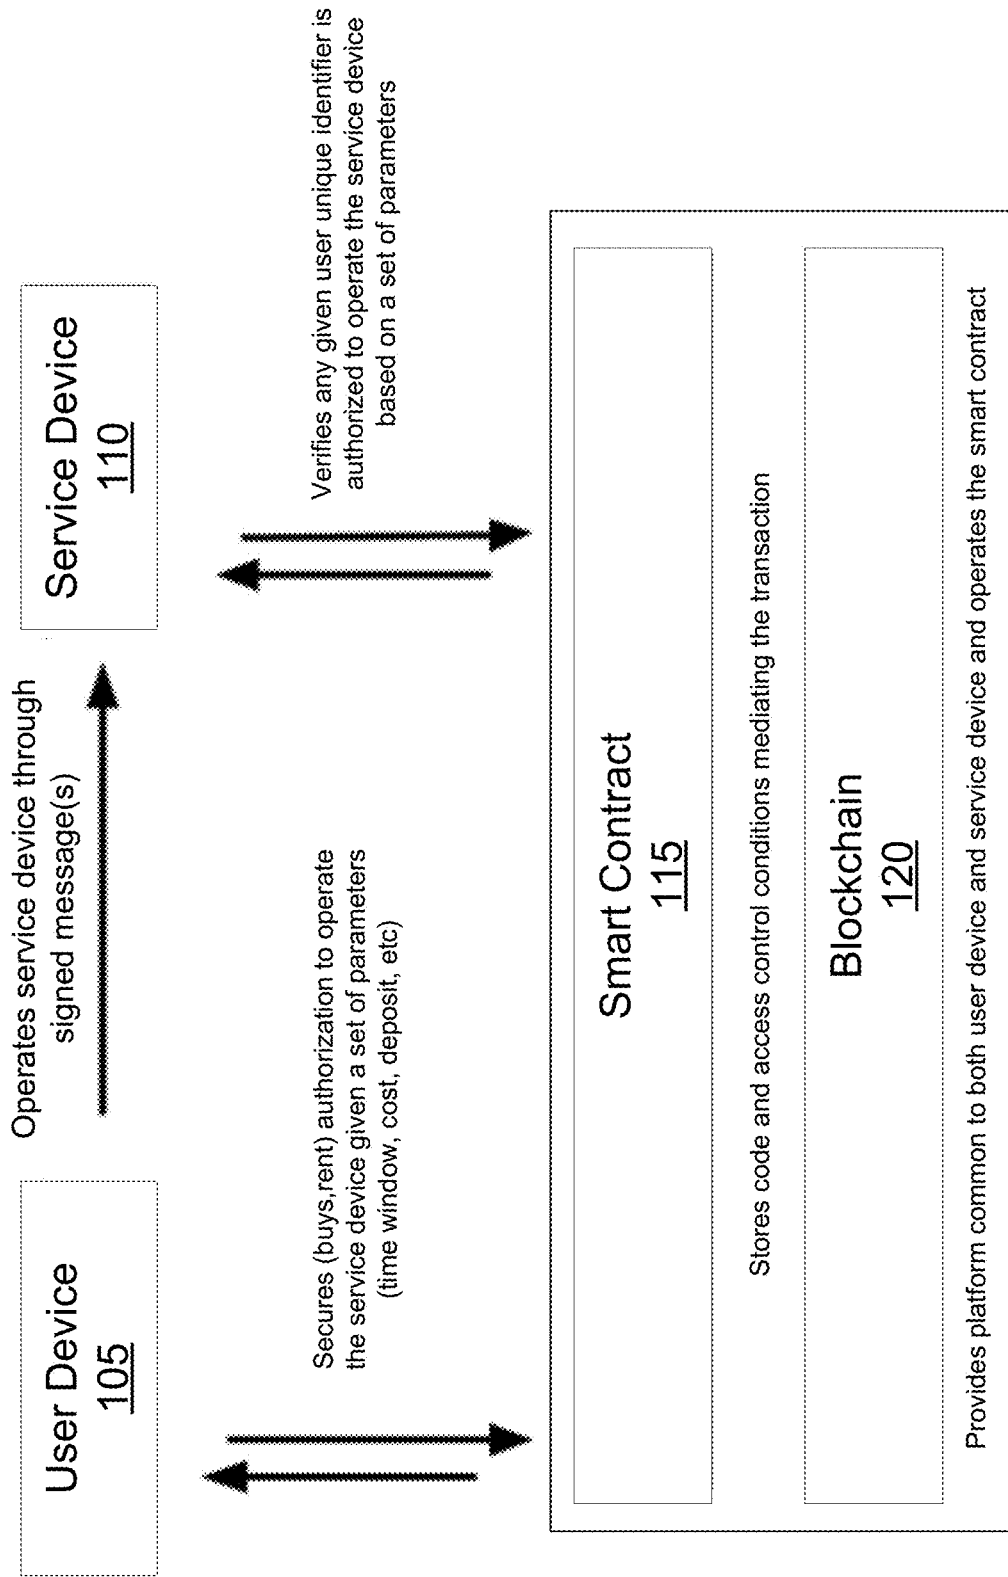 User Device
105
Operates service device through
signed message(s)
Service Device
110
Secures (buys,rent) authorization to operate
the service device given a set of parameters
(time window, cost, deposit, etc)
Verifies any given user unique identifier is
authorized to operate the service device
based on a set of parameters
Smart Contract
115
Stores code and access control conditions mediating the transaction
Blockchain
120
Provides platform common to both user device and service device and operates the smart contract